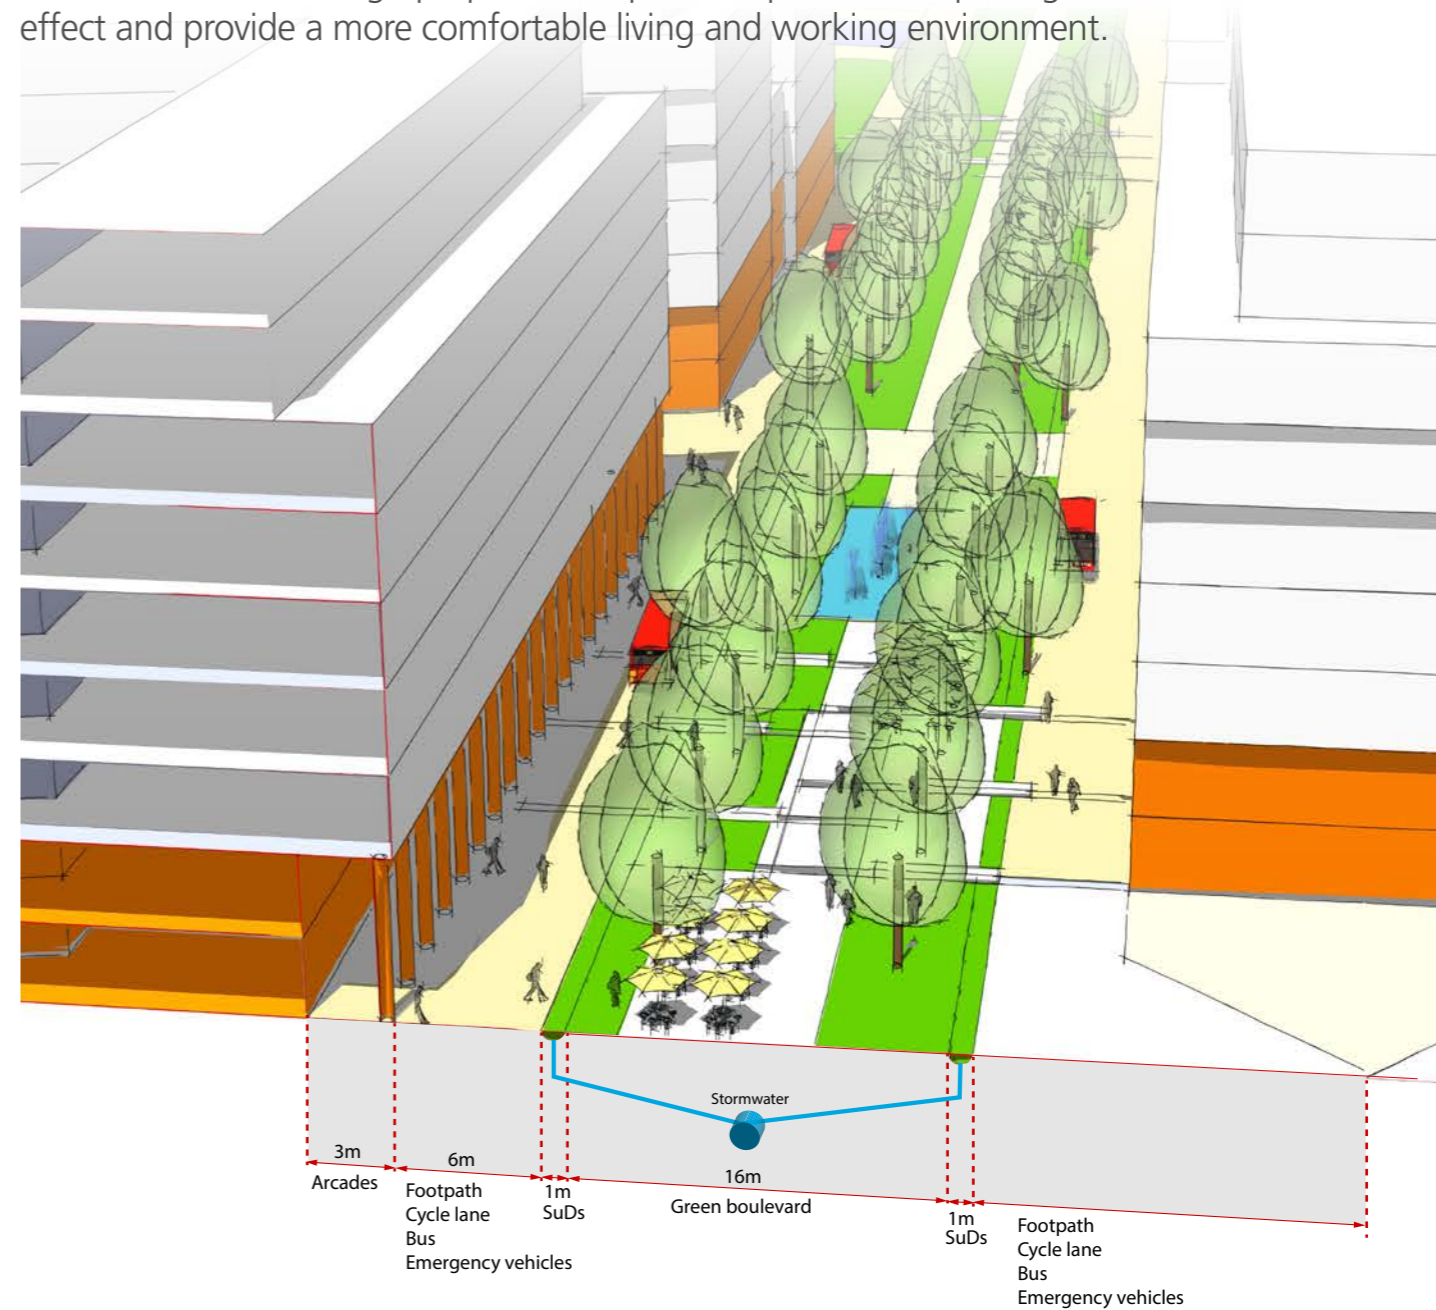 effect and provide a more comfortable living and working environment.
Stormwater
3m
Arcades
6m
Footpath
Cycle lane
Bus
Emergency vehicles
1m
SuDs
16m
Green boulevard
1m
SuDs
Footpath
Cycle lane
Bus
Emergency vehicles